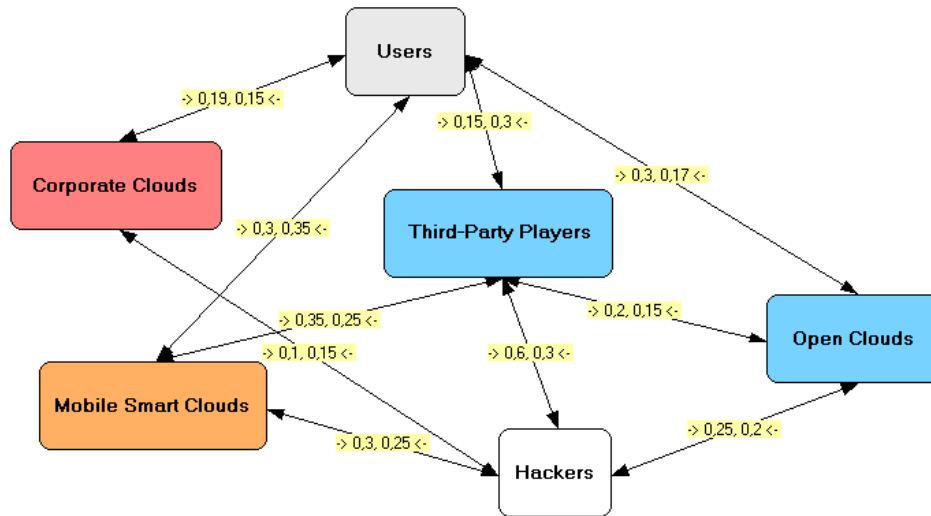 Users
-> 0,19, 0,15 <-
-> 0,15, 0,3 <-
Corporate Clouds
-> 0,3, 0,17 <-
-> 0,3, 0,35 <-
Third-Party Players
-> 0,35, 0,25 <-
-> 0,2, 0,15 <-
Open Clouds
-> 0,1, 0,15 <-
-> 0,6, 0,3 <-
Mobile Smart Clouds
-> 0,3, 0,25 <-
-> 0,25, 0,2 <-
Hackers